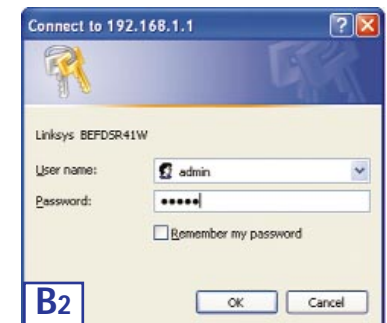 Connect to 192.168.1.1
Linksys BEFDSR41W
User name: admin
Password: •••••
Remember my password
B2 OK Cancel